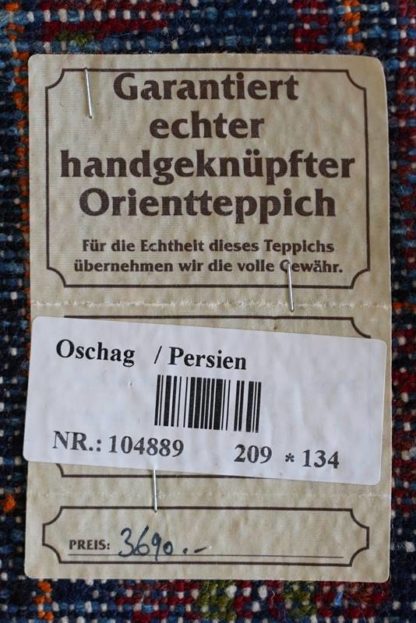 Garantiert
echter
handgeknüpfter
Orientteppich
Für die Echtheit dieses Teppichs
übernehmen wir die volle Gewähr.
Oschag / Persien
NR.: 104889 209 * 134
PREIS: 3690.-